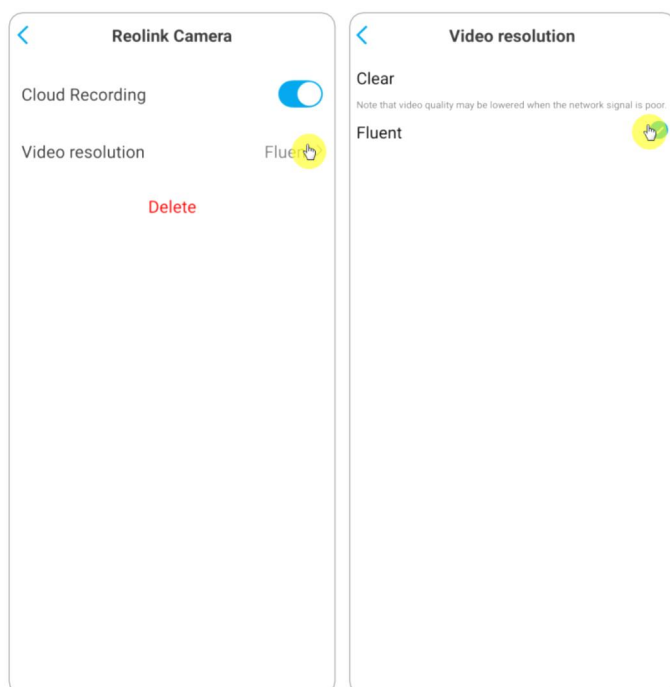 Reolink Camera
Cloud Recording
Video resolution
Delete
Video resolution
Clear
Note that video quality may be lowered when the network signal is poor.
Fluent